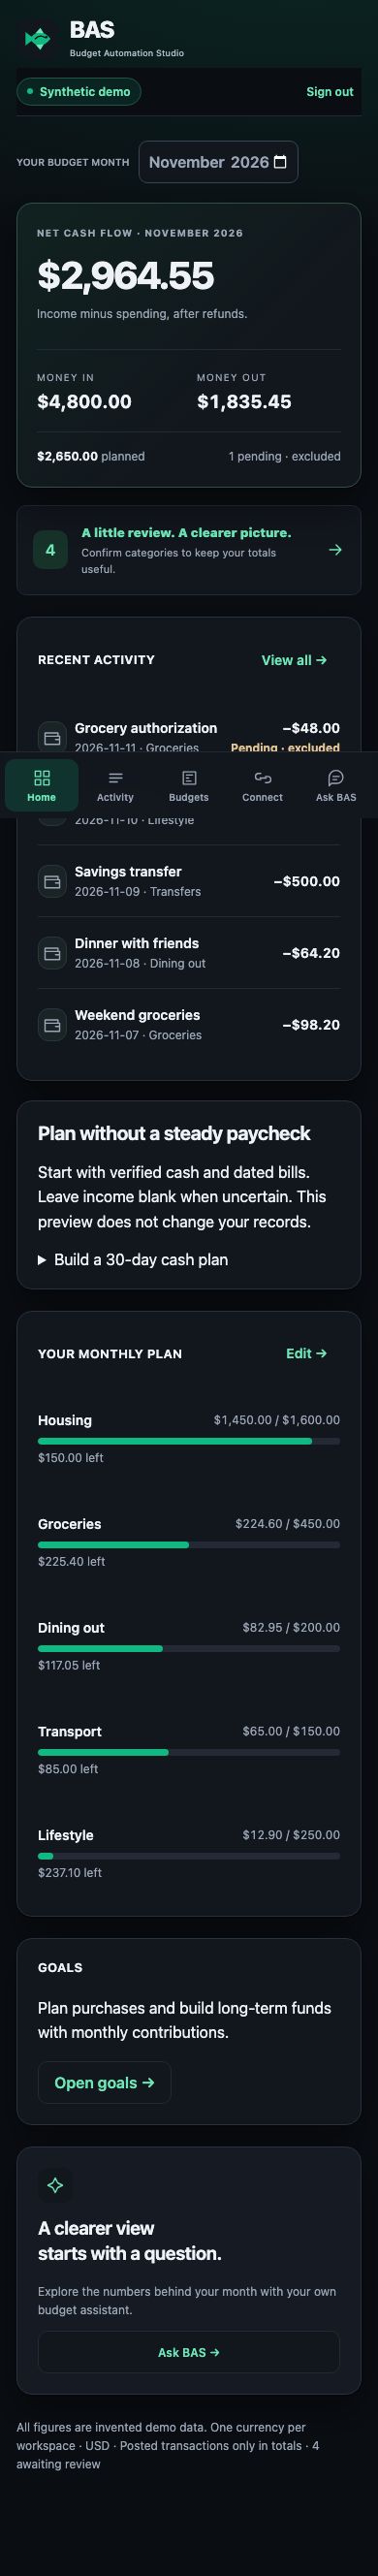 BAS
Budget Automation Studio
Synthetic demo
Sign out
YOUR BUDGET MONTH
November 2026
NET CASH FLOW · NOVEMBER 2026
$2,964.55
Income minus spending, after refunds.
MONEY IN
MONEY OUT
$4,800.00
$1,835.45
$2,650.00 planned
1 pending · excluded
4
A little review. A clearer picture.
Confirm categories to keep your totals
useful.
→
RECENT ACTIVITY
View all →
Grocery authorization
−$48.00
2026-11-11 · Groceries
Pending · excluded
Home
Activity
Budgets
Connect
Ask BAS
2026-11-10 · Lifestyle
Savings transfer
2026-11-09 · Transfers
−$500.00
Dinner with friends
2026-11-08 · Dining out
−$64.20
Weekend groceries
2026-11-07 · Groceries
−$98.20
Plan without a steady paycheck
Start with verified cash and dated bills.
Leave income blank when uncertain. This
preview does not change your records.
▶ Build a 30-day cash plan
YOUR MONTHLY PLAN
Edit →
Housing
$1,450.00 / $1,600.00
$150.00 left
Groceries
$224.60 / $450.00
$225.40 left
Dining out
$82.95 / $200.00
$117.05 left
Transport
$65.00 / $150.00
$85.00 left
Lifestyle
$12.90 / $250.00
$237.10 left
GOALS
Plan purchases and build long-term funds
with monthly contributions.
Open goals →
A clearer view
starts with a question.
Explore the numbers behind your month with your own
budget assistant.
Ask BAS →
All figures are invented demo data. One currency per
workspace · USD · Posted transactions only in totals · 4
awaiting review